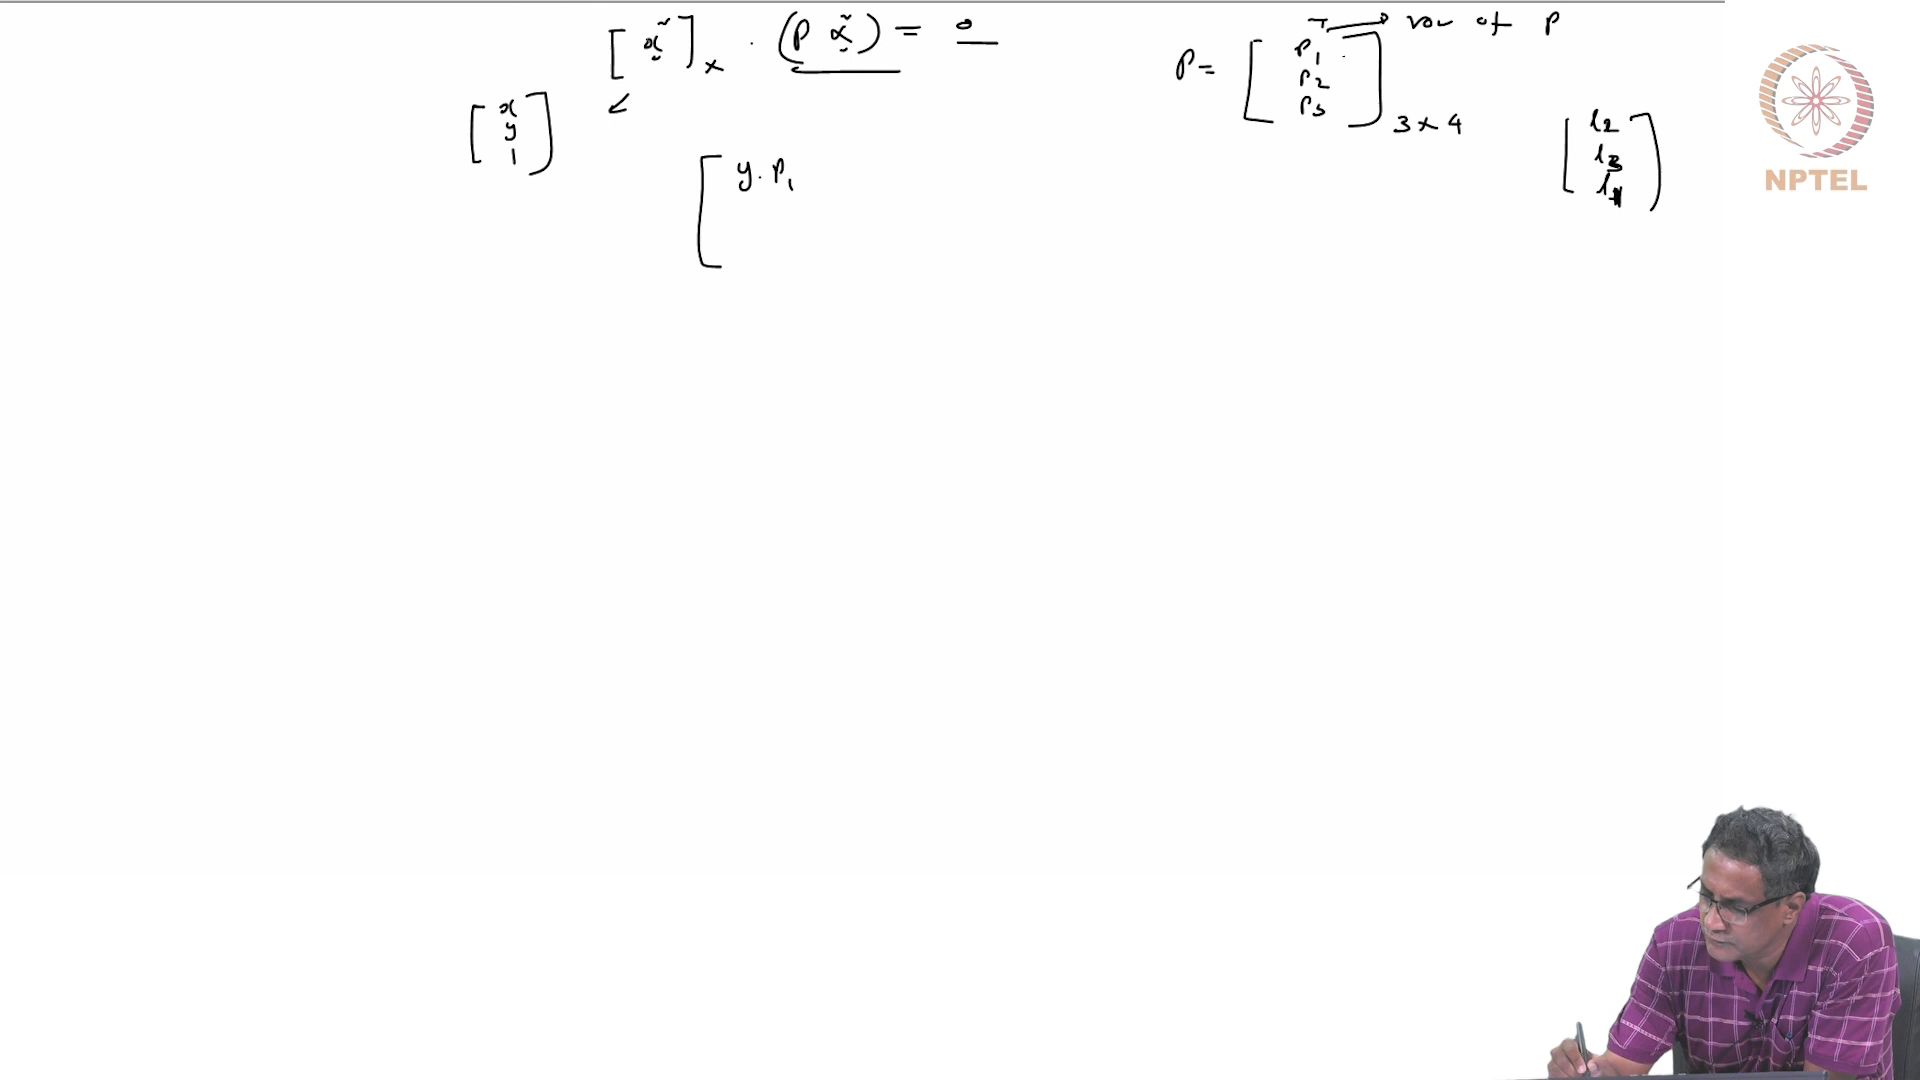 [ x̃ ]ₓ · (P x̃) = 0
P = [ P₁ P₂ P₃ ] 3×4
→ row of P
[ x y 1 ]
[ y · P₁
[ l₂ l₃ l₄ ]
NPTEL